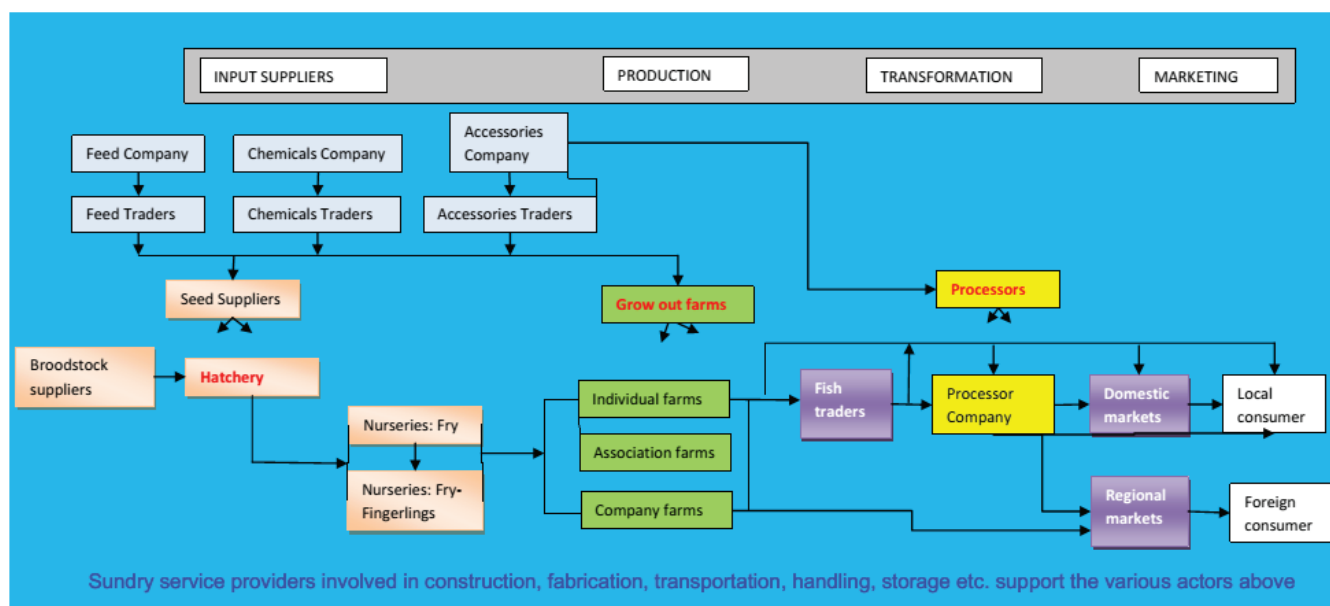 INPUT SUPPLIERS
PRODUCTION
TRANSFORMATION
MARKETING
Feed Company
Chemicals Company
Accessories
Company
Feed Traders
Chemicals Traders
Accessories Traders
Seed Suppliers
Grow out farms
Processors
Broodstock
suppliers
Hatchery
Nurseries: Fry
Nurseries: Fry-
Fingerlings
Individual farms
Association farms
Company farms
Fish
traders
Processor
Company
Domestic
markets
Local
consumer
Regional
markets
Foreign
consumer
Sundry service providers involved in construction, fabrication, transportation, handling, storage etc. support the various actors above